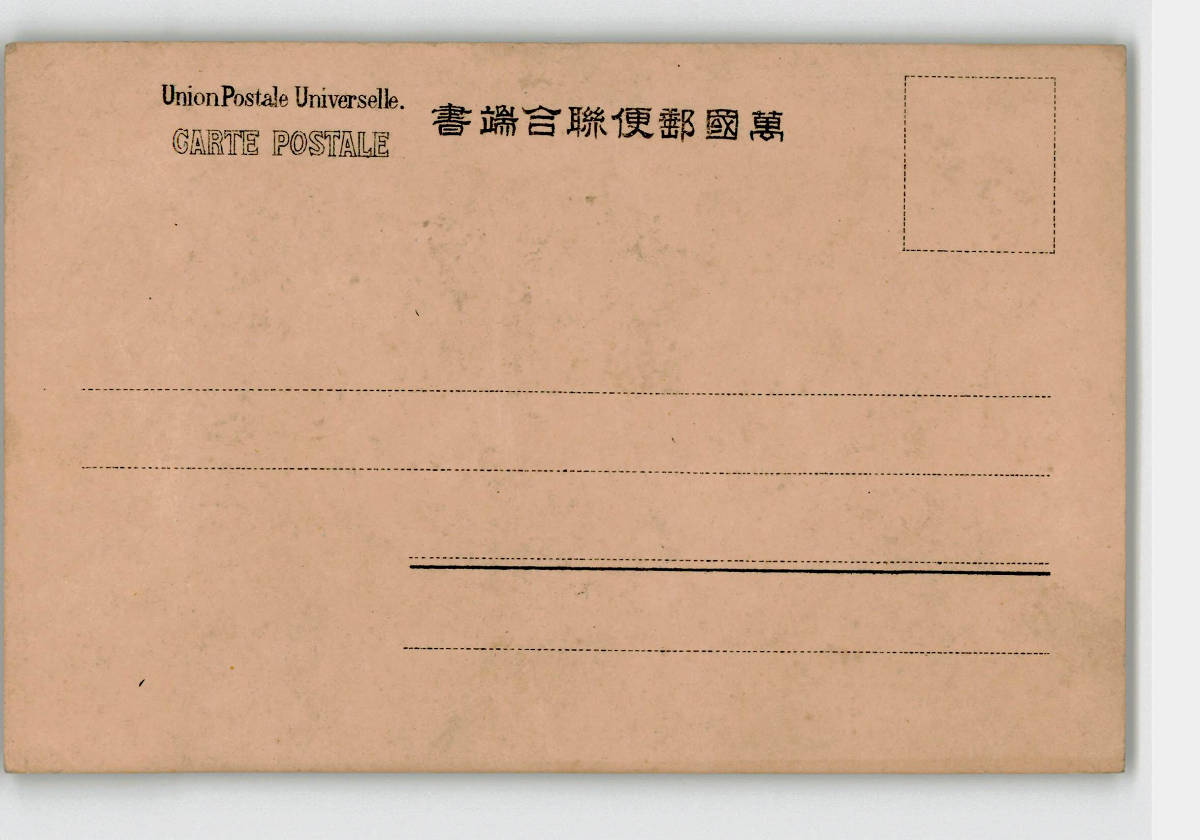 Union Postale Universelle.
CARTE POSTALE
書端合聯便郵國萬